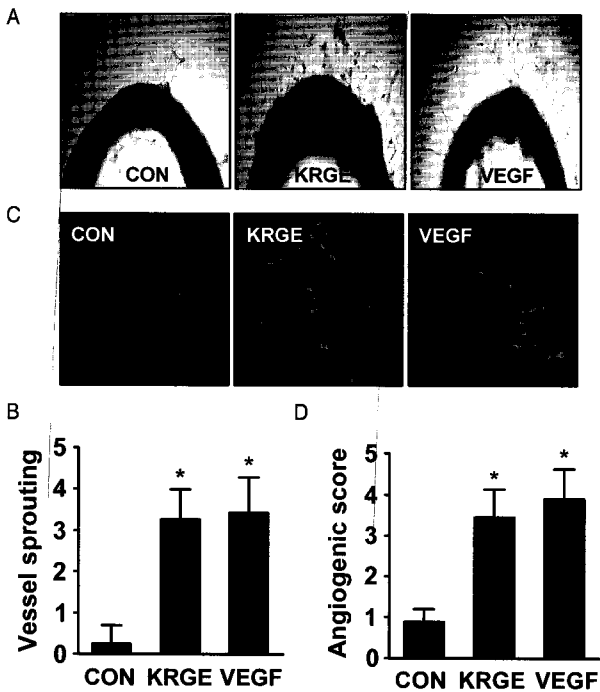 A
CON KRGE VEGF
C
CON KRGE VEGF
B
Vessel sprouting
5
4
3
2
1
0
* *
CON KRGE VEGF
D
Angiogenic score
5
4
3
2
1
0
* *
CON KRGE VEGF